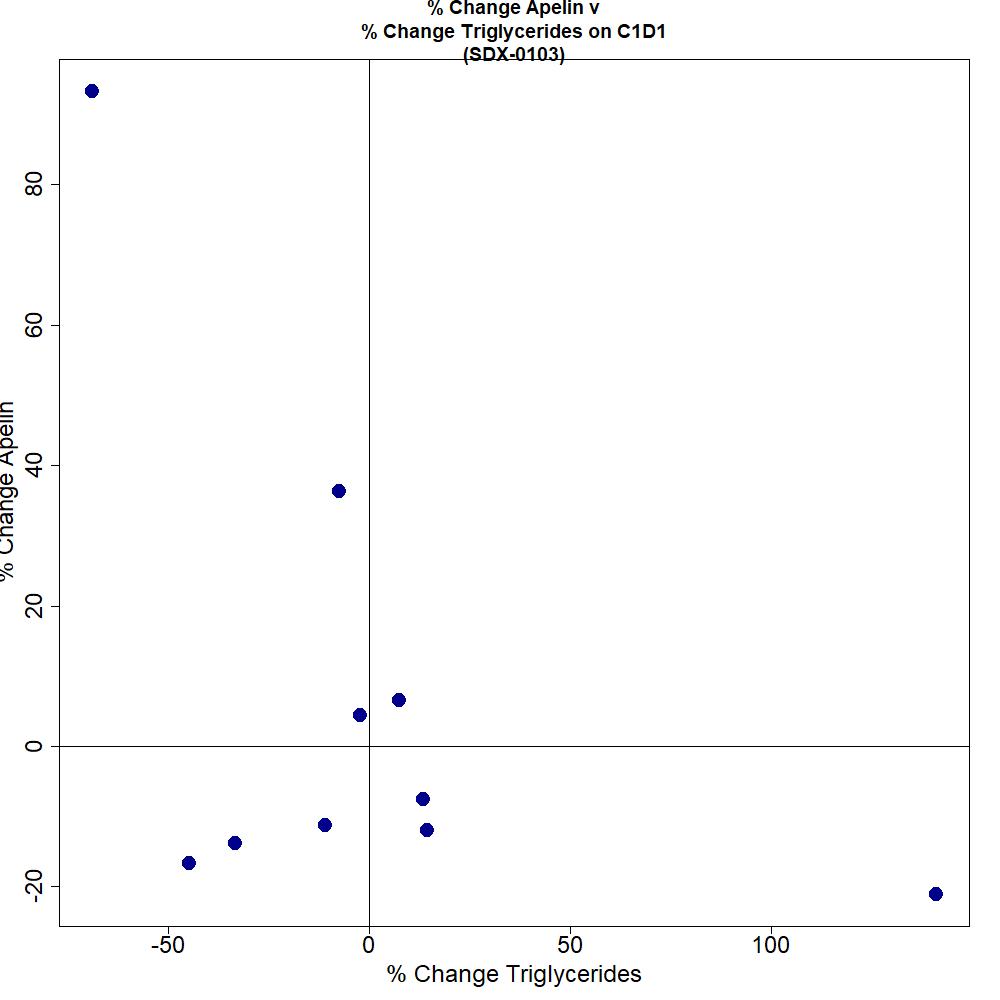 % Change Apelin v
% Change Triglycerides on C1D1
(SDX-0103)
% Change Apelin
80
60
40
20
0
-20
-50 0 50 100
% Change Triglycerides